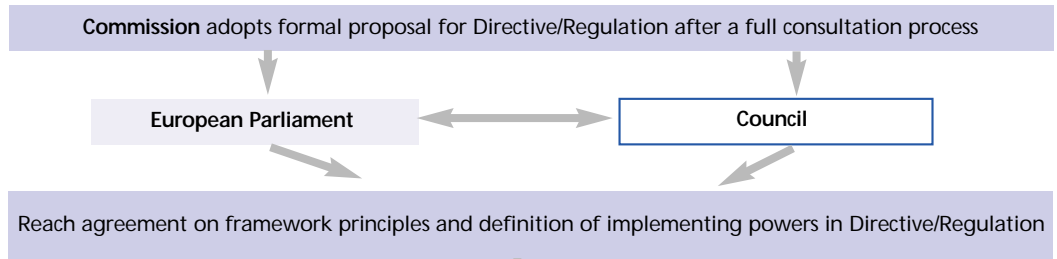 Commission adopts formal proposal for Directive/Regulation after a full consultation process
European Parliament
Council
Reach agreement on framework principles and definition of implementing powers in Directive/Regulation